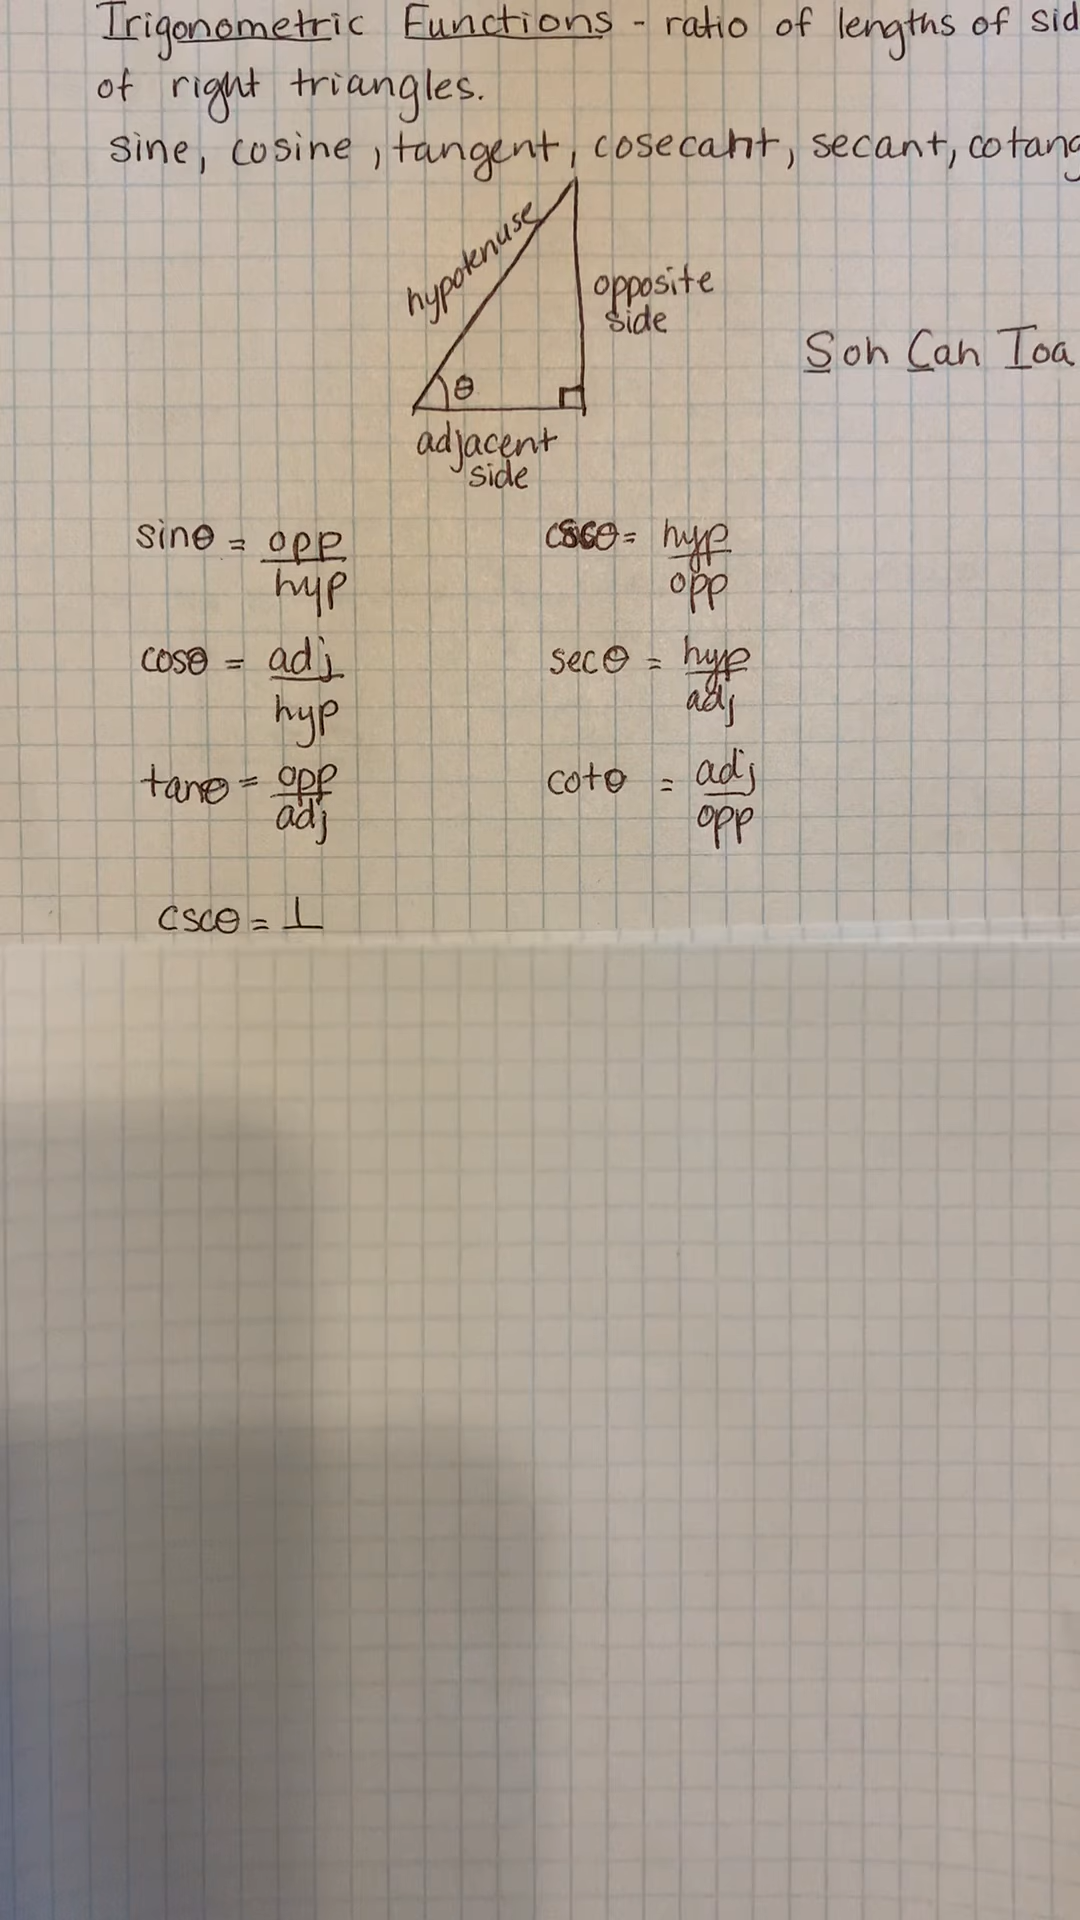 Trigonometric Functions - ratio of lengths of sid
of right triangles.
sine, cosine, tangent, cosecant, secant, cotang
hypotenuse
opposite
side
Soh Cah Toa
θ
adjacent
side
sinθ = opp/hyp
cscθ = hyp/opp
cosθ = adj/hyp
secθ = hyp/adj
tanθ = opp/adj
cotθ = adj/opp
cscθ = 1